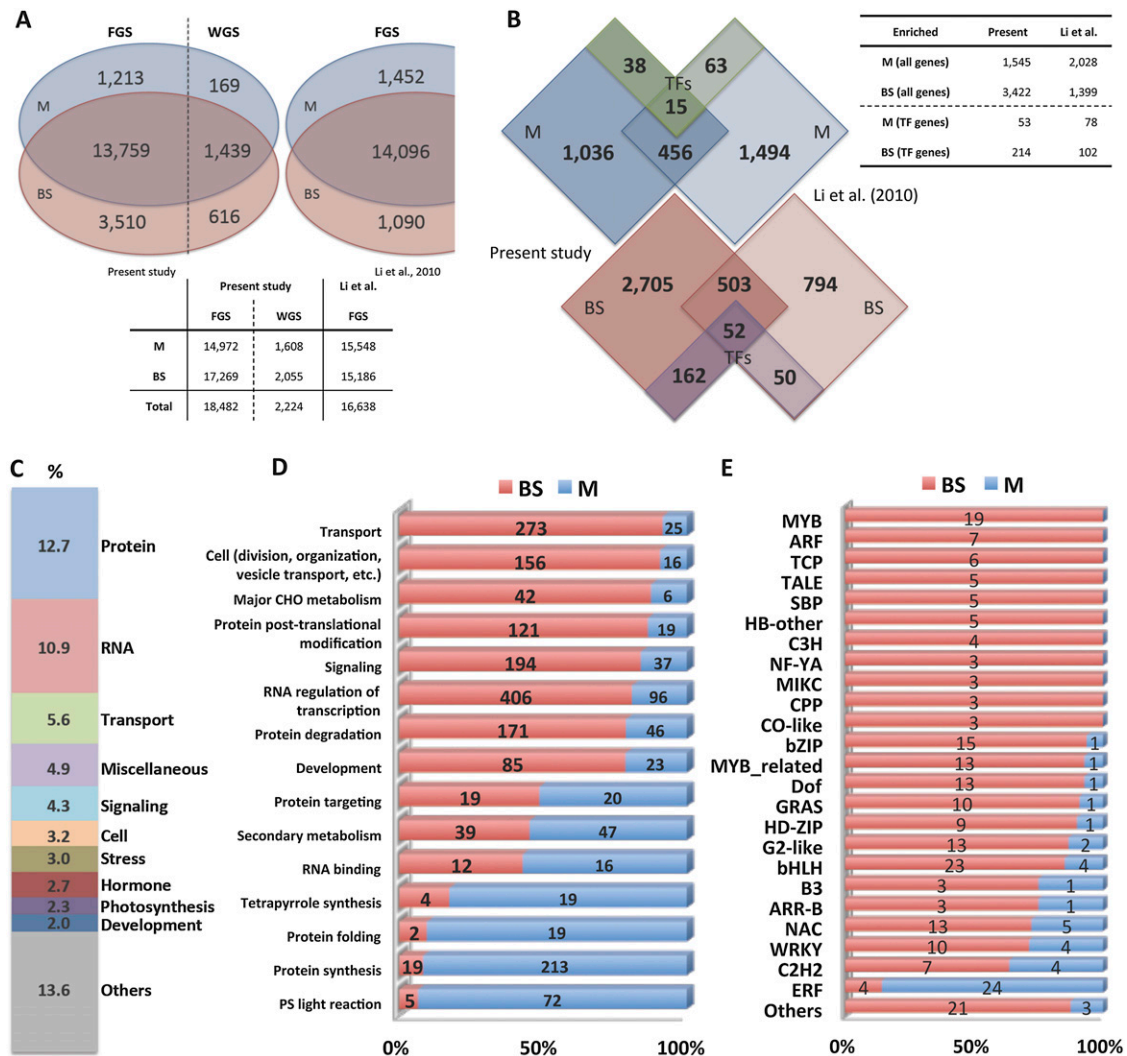 A
FGS WGS FGS
1,213 169 1,452
M
13,759 1,439 14,096
BS
3,510 616 1,090
Present study Li et al., 2010
Present study Li et al.
FGS WGS FGS
M 14,972 1,608 15,548
BS 17,269 2,055 15,186
Total 18,482 2,224 16,638
B
38 63
TFs
15
M M
1,036 456 1,494
Li et al. (2010)
Present study
2,705 503 794
BS BS
52
TFs
162 50
Enriched Present Li et al.
M (all genes) 1,545 2,028
BS (all genes) 3,422 1,399
M (TF genes) 53 78
BS (TF genes) 214 102
C %
12.7 Protein
10.9 RNA
5.6 Transport
4.9 Miscellaneous
4.3 Signaling
3.2 Cell
3.0 Stress
2.7 Hormone
2.3 Photosynthesis
2.0 Development
13.6 Others
D
BS M
Transport 273 25
Cell (division, organization,
vesicle transport, etc.) 156 16
Major CHO metabolism 42 6
Protein post-translational
modification 121 19
Signaling 194 37
RNA regulation of
transcription 406 96
Protein degradation 171 46
Development 85 23
Protein targeting 19 20
Secondary metabolism 39 47
RNA binding 12 16
Tetrapyrrole synthesis 4 19
Protein folding 2 19
Protein synthesis 19 213
PS light reaction 5 72
0% 50% 100%
E
BS M
MYB 19
ARF 7
TCP 6
TALE 5
SBP 5
HB-other 5
C3H 4
NF-YA 3
MIKC 3
CPP 3
CO-like 3
bZIP 15 1
MYB_related 13 1
Dof 13 1
GRAS 10 1
HD-ZIP 9 1
G2-like 13 2
bHLH 23 4
B3 3 1
ARR-B 3 1
NAC 13 5
WRKY 10 4
C2H2 7 4
ERF 4 24
Others 21 3
0% 50% 100%